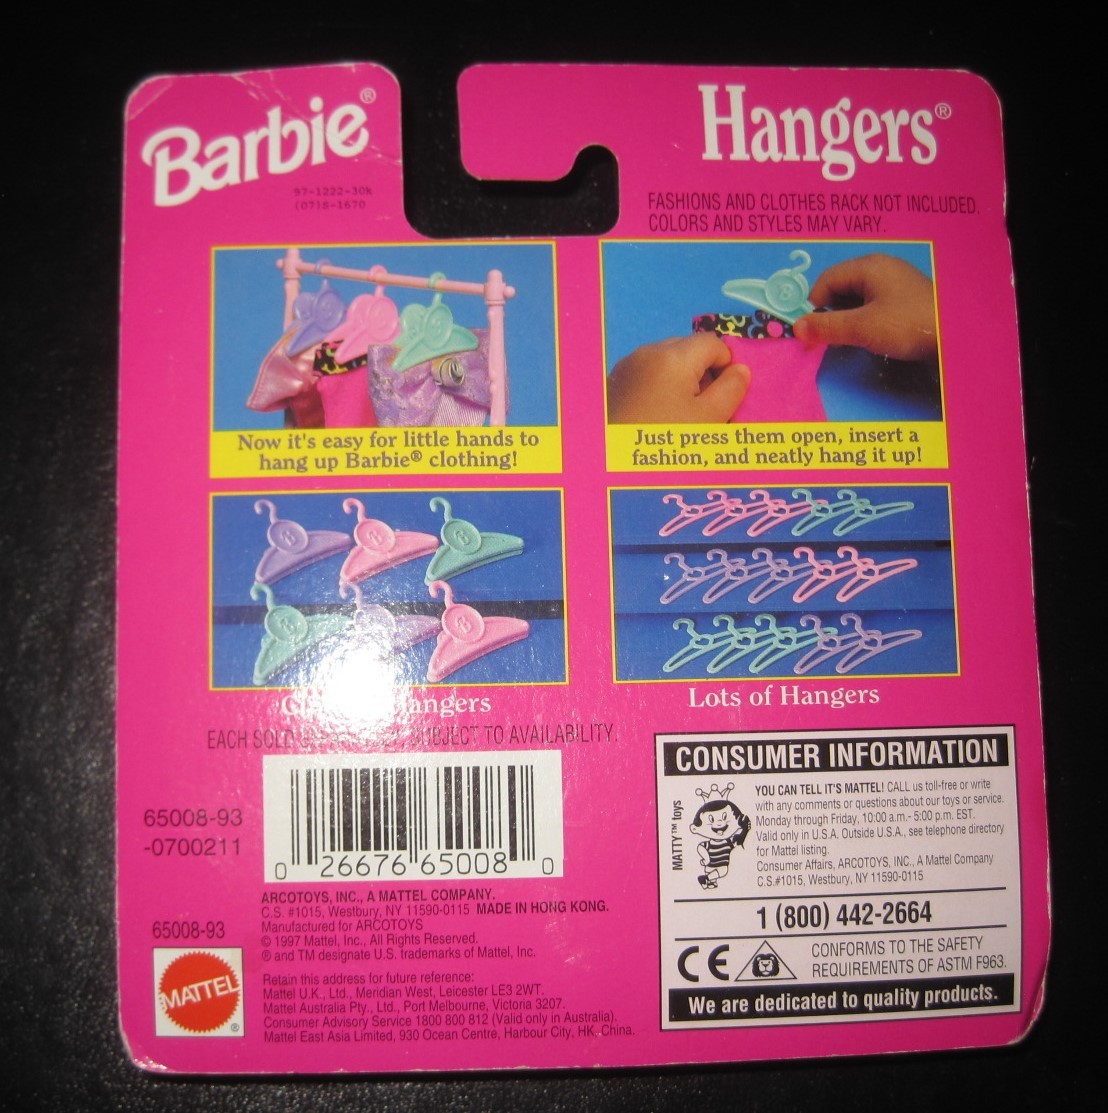 Barbie®
97-1222-30K
(07)S-1670
Hangers®
FASHIONS AND CLOTHES RACK NOT INCLUDED.
COLORS AND STYLES MAY VARY.
Now it's easy for little hands to
hang up Barbie® clothing!
Just press them open, insert a
fashion, and neatly hang it up!
Hangers
Lots of Hangers
EACH SOLD SUBJECT TO AVAILABILITY.
65008-93
-0700211
0 26676 65008 0
ARCOTOYS, INC., A MATTEL COMPANY.
C.S. #1015, Westbury, NY 11590-0115 MADE IN HONG KONG.
Manufactured for ARCOTOYS
© 1997 Mattel, Inc., All Rights Reserved.
® and TM designate U.S. trademarks of Mattel, Inc.
65008-93
MATTEL®
Retain this address for future reference:
Mattel U.K., Ltd., Meridian West, Leicester LE3 2WT.
Mattel Australia Pty., Ltd., Port Melbourne, Victoria 3207.
Consumer Advisory Service 1800 800 812 (Valid only in Australia).
Mattel East Asia Limited, 930 Ocean Centre, Harbour City, HK, China.
CONSUMER INFORMATION
MATTY™ toys
YOU CAN TELL IT'S MATTEL! CALL us toll-free or write
with any comments or questions about our toys or service.
Monday through Friday, 10:00 a.m.- 5:00 p.m. EST.
Valid only in U.S.A. Outside U.S.A., see telephone directory
for Mattel listing.
Consumer Affairs, ARCOTOYS, INC., A Mattel Company
C.S.#1015, Westbury, NY 11590-0115
1 (800) 442-2664
CE
CONFORMS TO THE SAFETY
REQUIREMENTS OF ASTM F963.
We are dedicated to quality products.